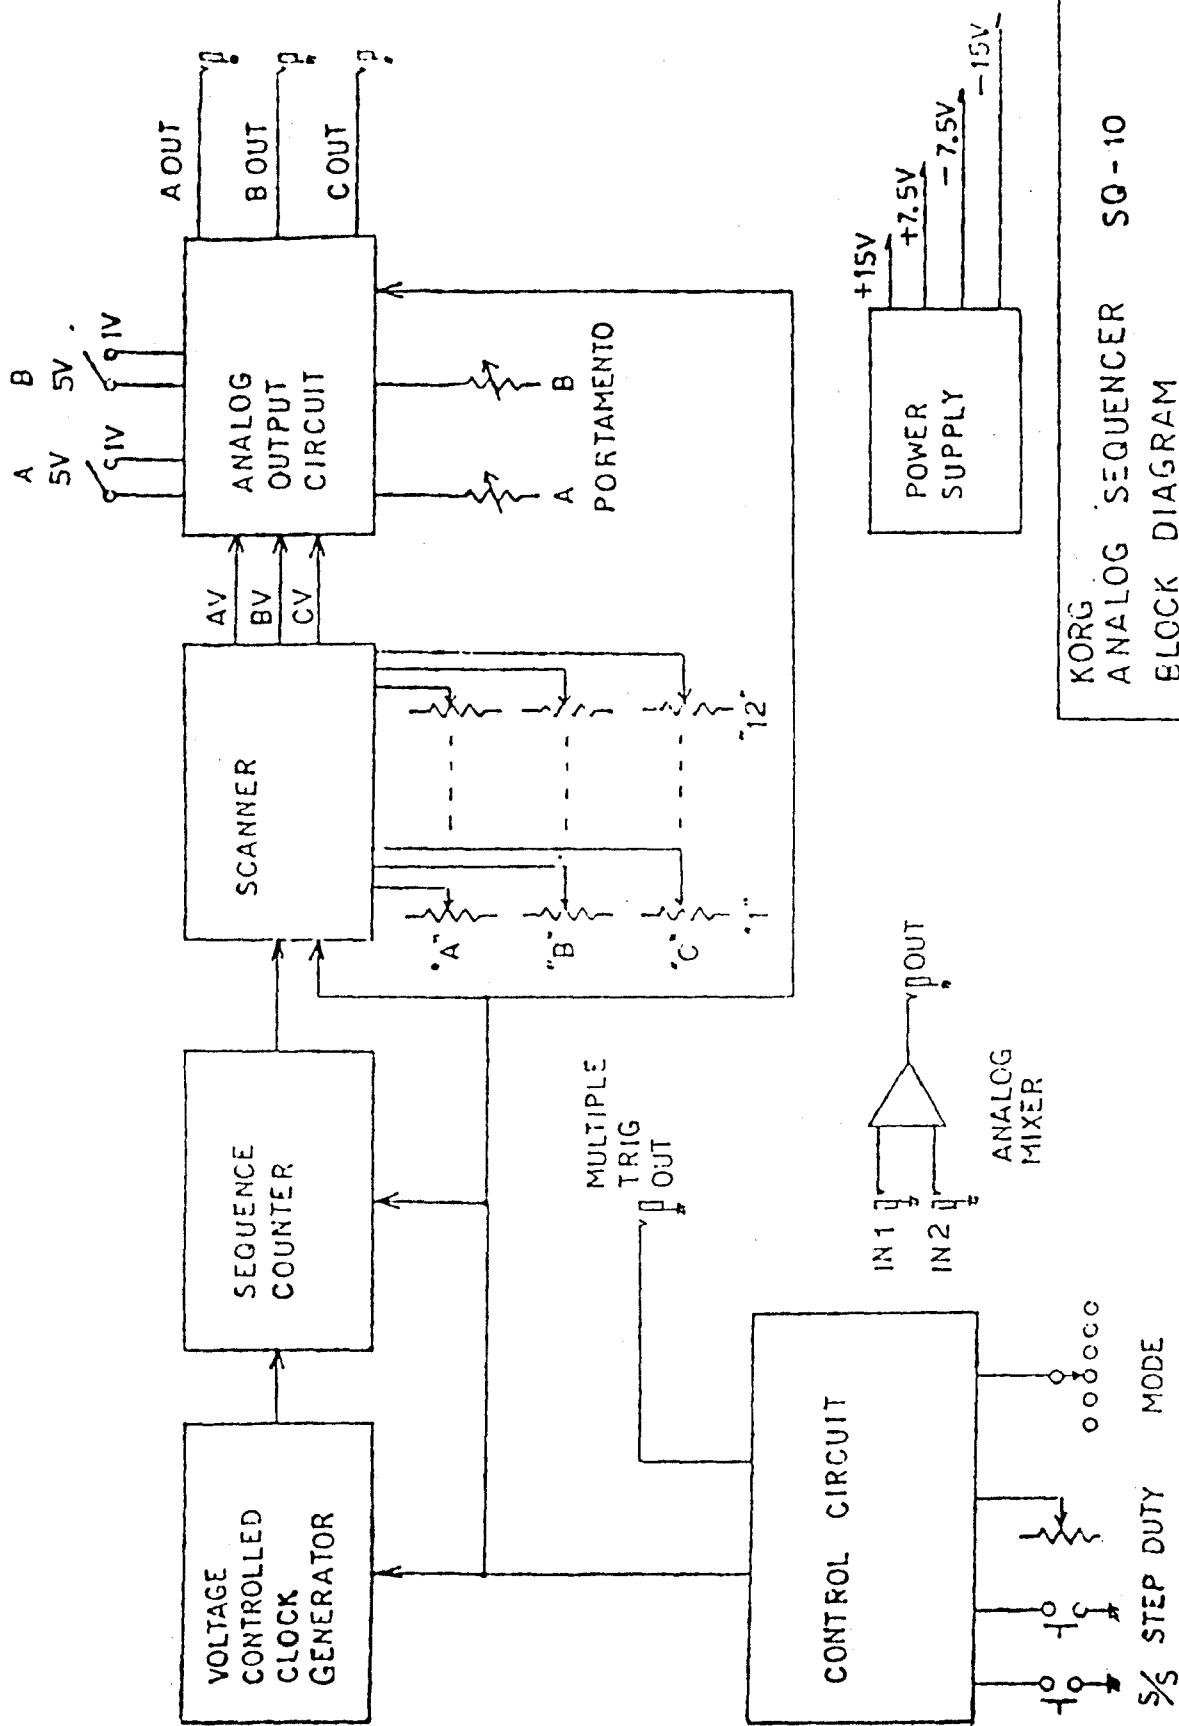 A
B
5V
1V
5V
1V
VOLTAGE
CONTROLLED
CLOCK
GENERATOR
SEQUENCE
COUNTER
SCANNER
AV
BV
CV
ANALOG
OUTPUT
CIRCUIT
A OUT
B OUT
C OUT
"A"
"B"
"C"
"1"
"12"
A
B
PORTAMENTO
MULTIPLE
TRIG
OUT
CONTROL CIRCUIT
S/S STEP DUTY MODE
IN 1
IN 2
OUT
ANALOG
MIXER
POWER
SUPPLY
+15V
+7.5V
-7.5V
-15V
KORG
ANALOG SEQUENCER SQ-10
BLOCK DIAGRAM